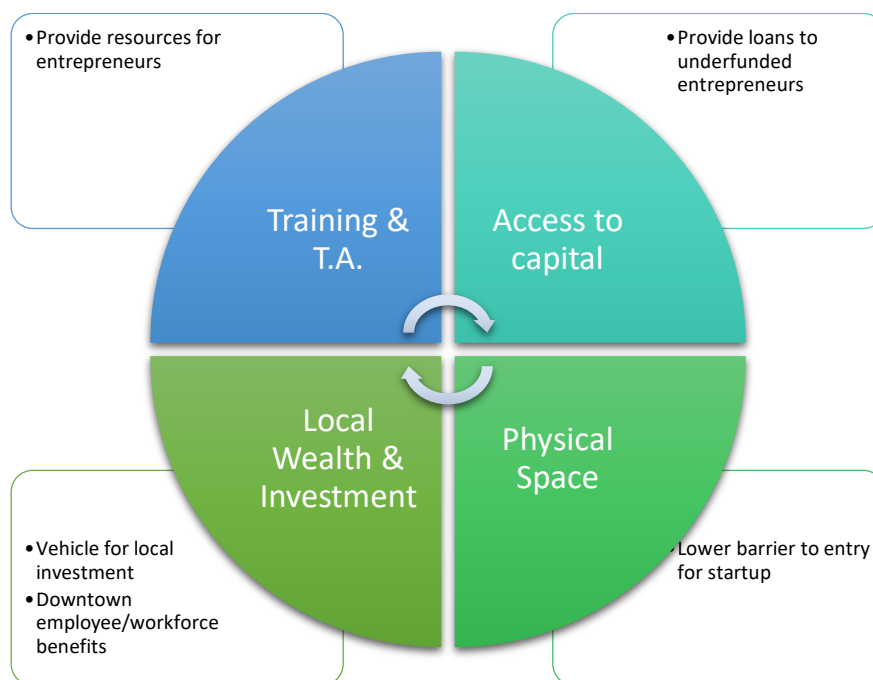 •Provide resources for
entrepreneurs
•Provide loans to
underfunded
entrepreneurs
Training &
T.A.
Access to
capital
Local
Wealth &
Investment
Physical
Space
•Vehicle for local
investment
•Downtown
employee/workforce
benefits
•Lower barrier to entry
for startup